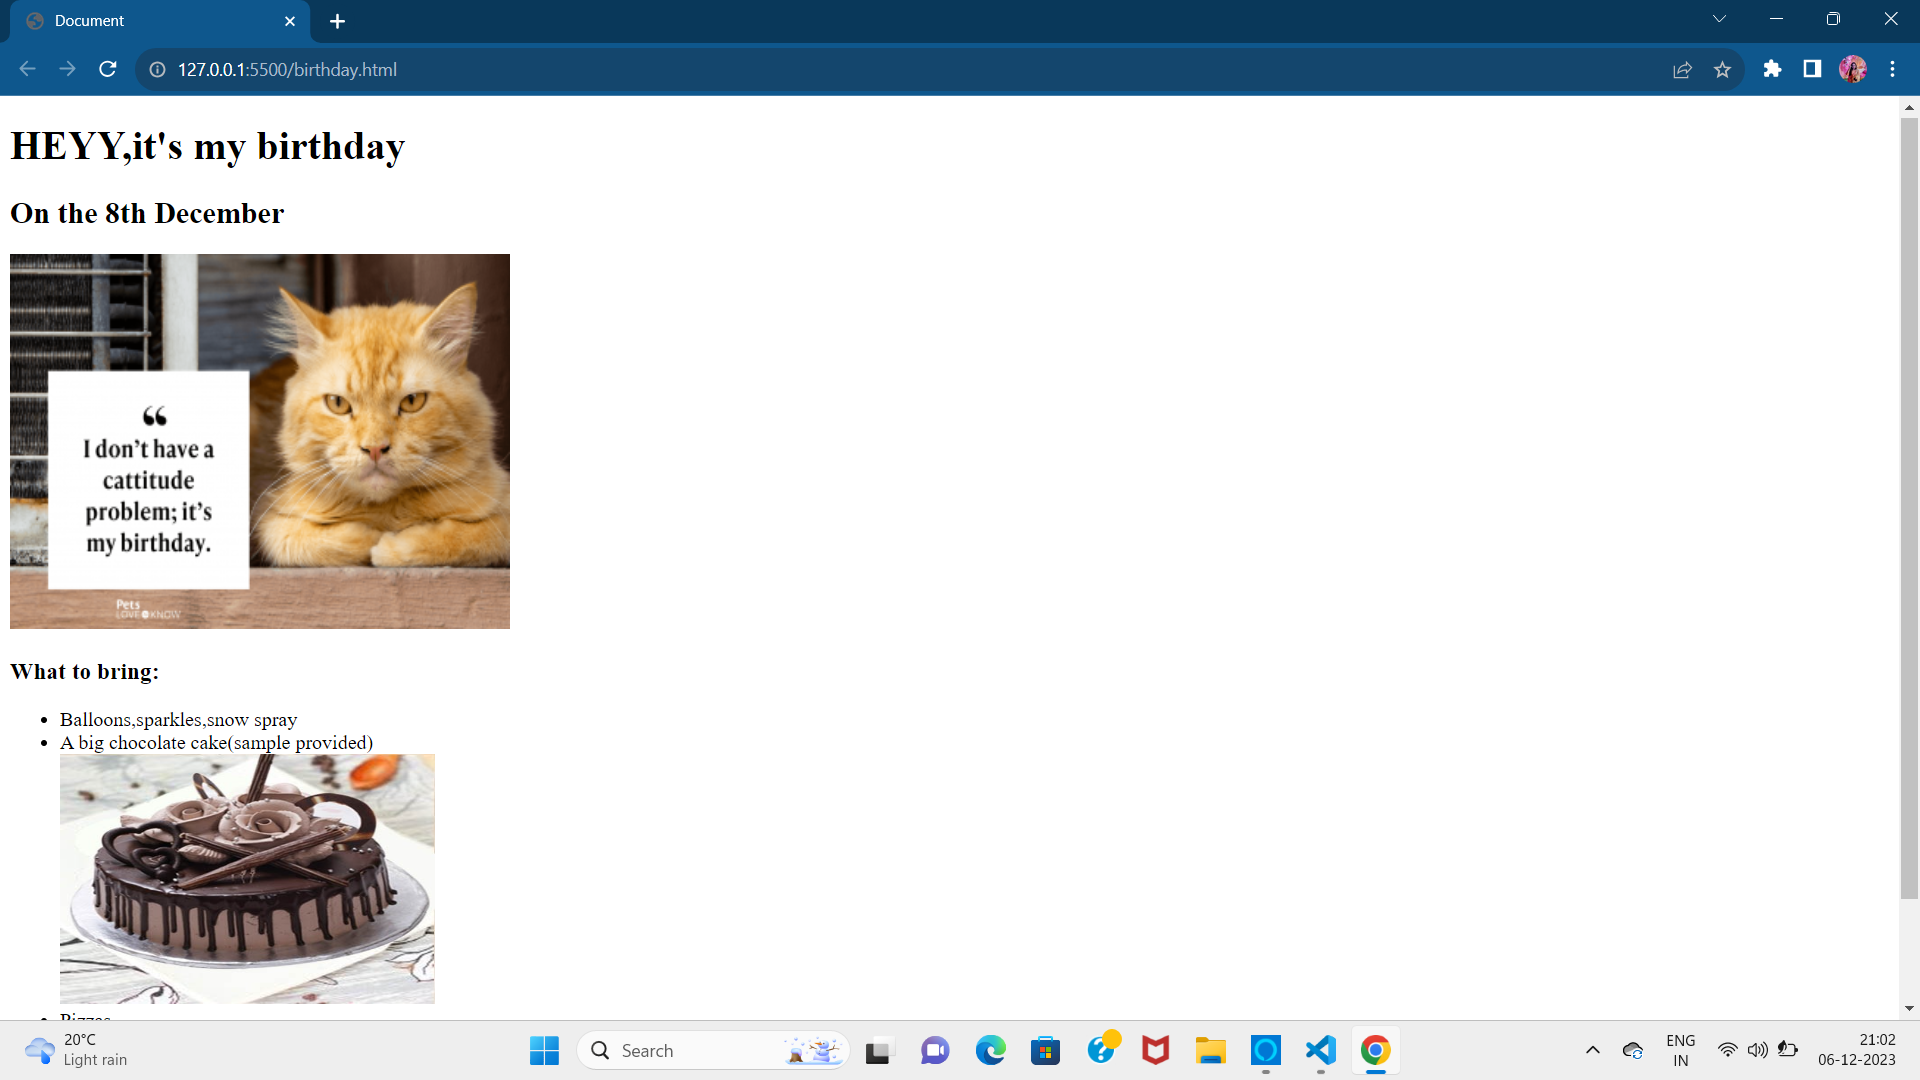 Document
127.0.0.1:5500/birthday.html
HEYY,it's my birthday
On the 8th December
“
I don’t have a
cattitude
problem; it’s
my birthday.
Pets
LOVE to KNOW
What to bring:
• Balloons,sparkles,snow spray
• A big chocolate cake(sample provided)
• Pizzas
20°C
Light rain
Search
ENG
IN
21:02
06-12-2023